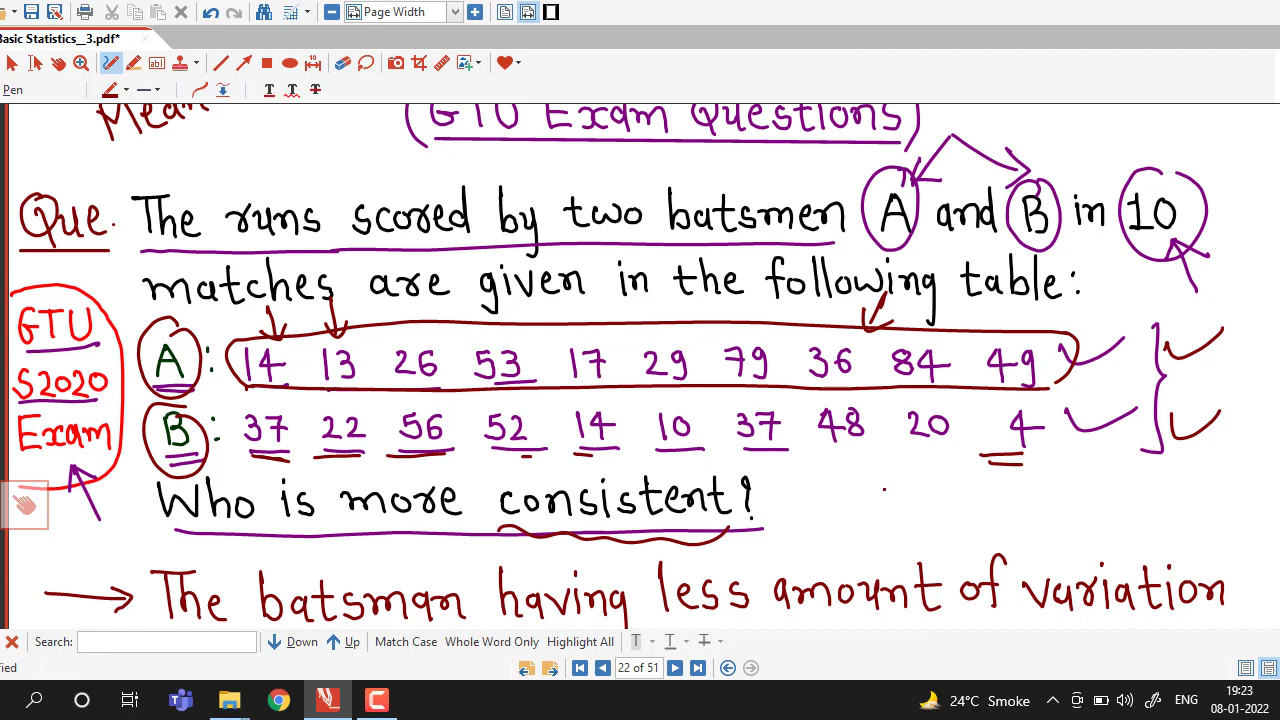 Page Width
Basic Statistics_3.pdf*
Pen
Mean
(GTU Exam Questions)
Que. The runs scored by two batsmen A and B in 10
matches are given in the following table:
GTU
S2020
Exam
A: 14 13 26 53 17 29 79 36 84 49
B: 37 22 56 52 14 10 37 48 20 4
Who is more consistent?
→ The batsman having less amount of variation
Search: Down Up Match Case Whole Word Only Highlight All
fied 22 of 51
24°C Smoke ENG 19:23
08-01-2022